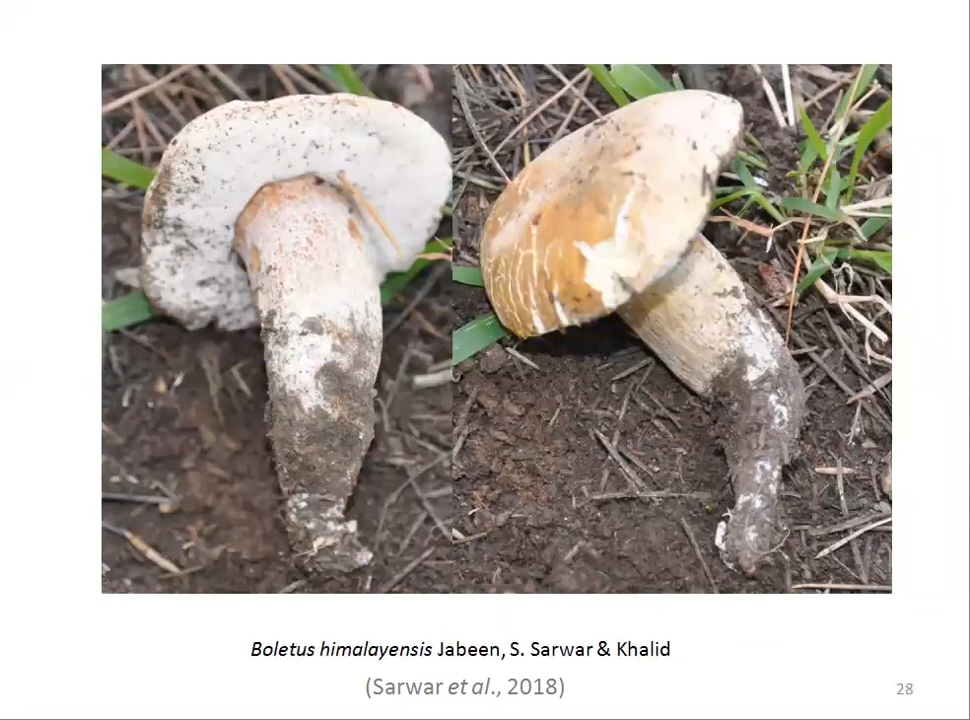 Boletus himalayensis Jabeen, S. Sarwar & Khalid
(Sarwar et al., 2018)
28